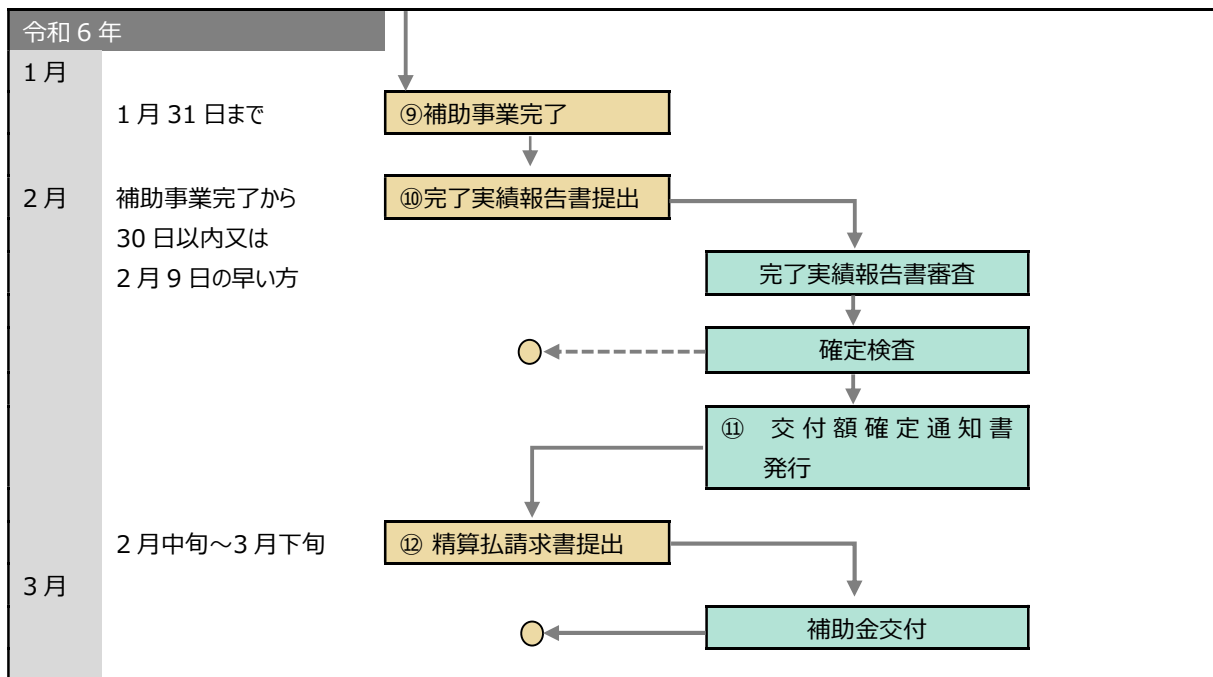 令和6年
1月
1月31日まで
⑨補助事業完了
2月
補助事業完了から
30日以内又は
2月9日の早い方
⑩完了実績報告書提出
完了実績報告書審査
確定検査
⑪ 交付額確定通知書
発行
2月中旬～3月下旬
⑫ 精算払請求書提出
3月
補助金交付